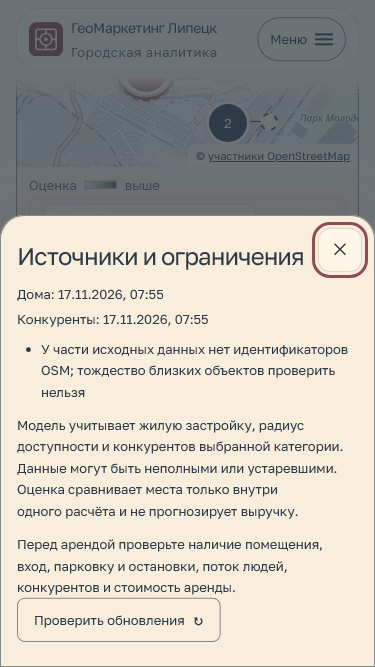 ГеоМаркетинг Липецк
Городская аналитика
Меню
2
Парк Молод
© участники OpenStreetMap
Оценка выше
Источники и ограничения
Дома: 17.11.2026, 07:55
Конкуренты: 17.11.2026, 07:55
• У части исходных данных нет идентификаторов
OSM; тождество близких объектов проверить
нельзя
Модель учитывает жилую застройку, радиус
доступности и конкурентов выбранной категории.
Данные могут быть неполными или устаревшими.
Оценка сравнивает места только внутри
одного расчёта и не прогнозирует выручку.
Перед арендой проверьте наличие помещения,
вход, парковку и остановки, поток людей,
конкурентов и стоимость аренды.
Проверить обновления ↻